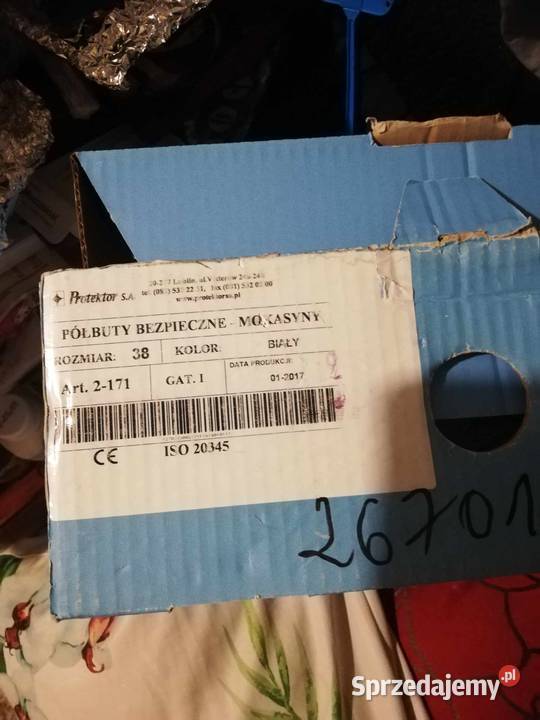 Protektor S.A.
www.protektorsa.pl
PÓŁBUTY BEZPIECZNE - MOKASYNY
ROZMIAR: 38 KOLOR: BIAŁY
Art. 2-171 GAT. I DATA PRODUKCJI: 01-2017
CE ISO 20345
26701
Sprzedajemy.pl